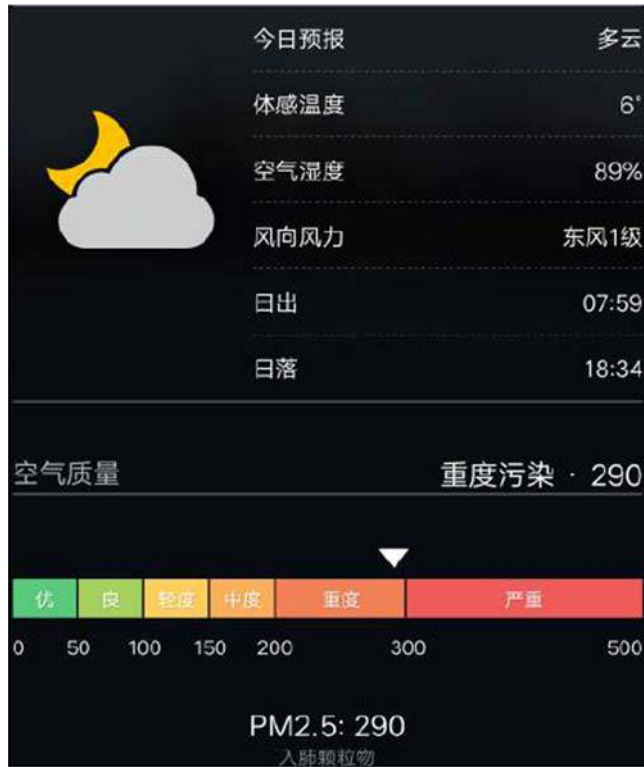 今日预报 多云
体感温度 6°
空气湿度 89%
风向风力 东风1级
日出 07:59
日落 18:34
空气质量 重度污染 · 290
优 良 轻度 中度 重度 严重
0 50 100 150 200 300 500
PM2.5: 290
入肺颗粒物